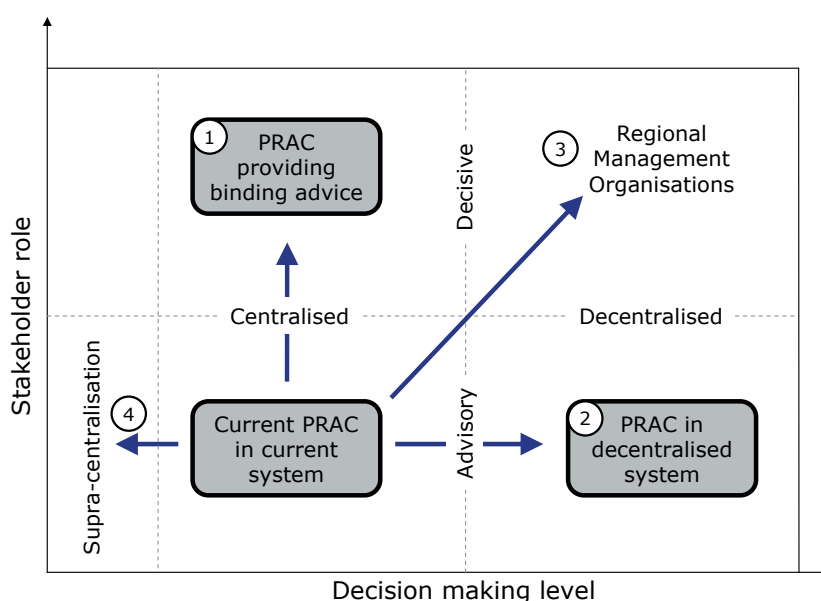 1
PRAC
providing
binding advice
3
Regional
Management
Organisations
Decisive
Stakeholder role
Centralised
Decentralised
Supra-centralisation
4
Current PRAC
in current
system
Advisory
2
PRAC in
decentralised
system
Decision making level